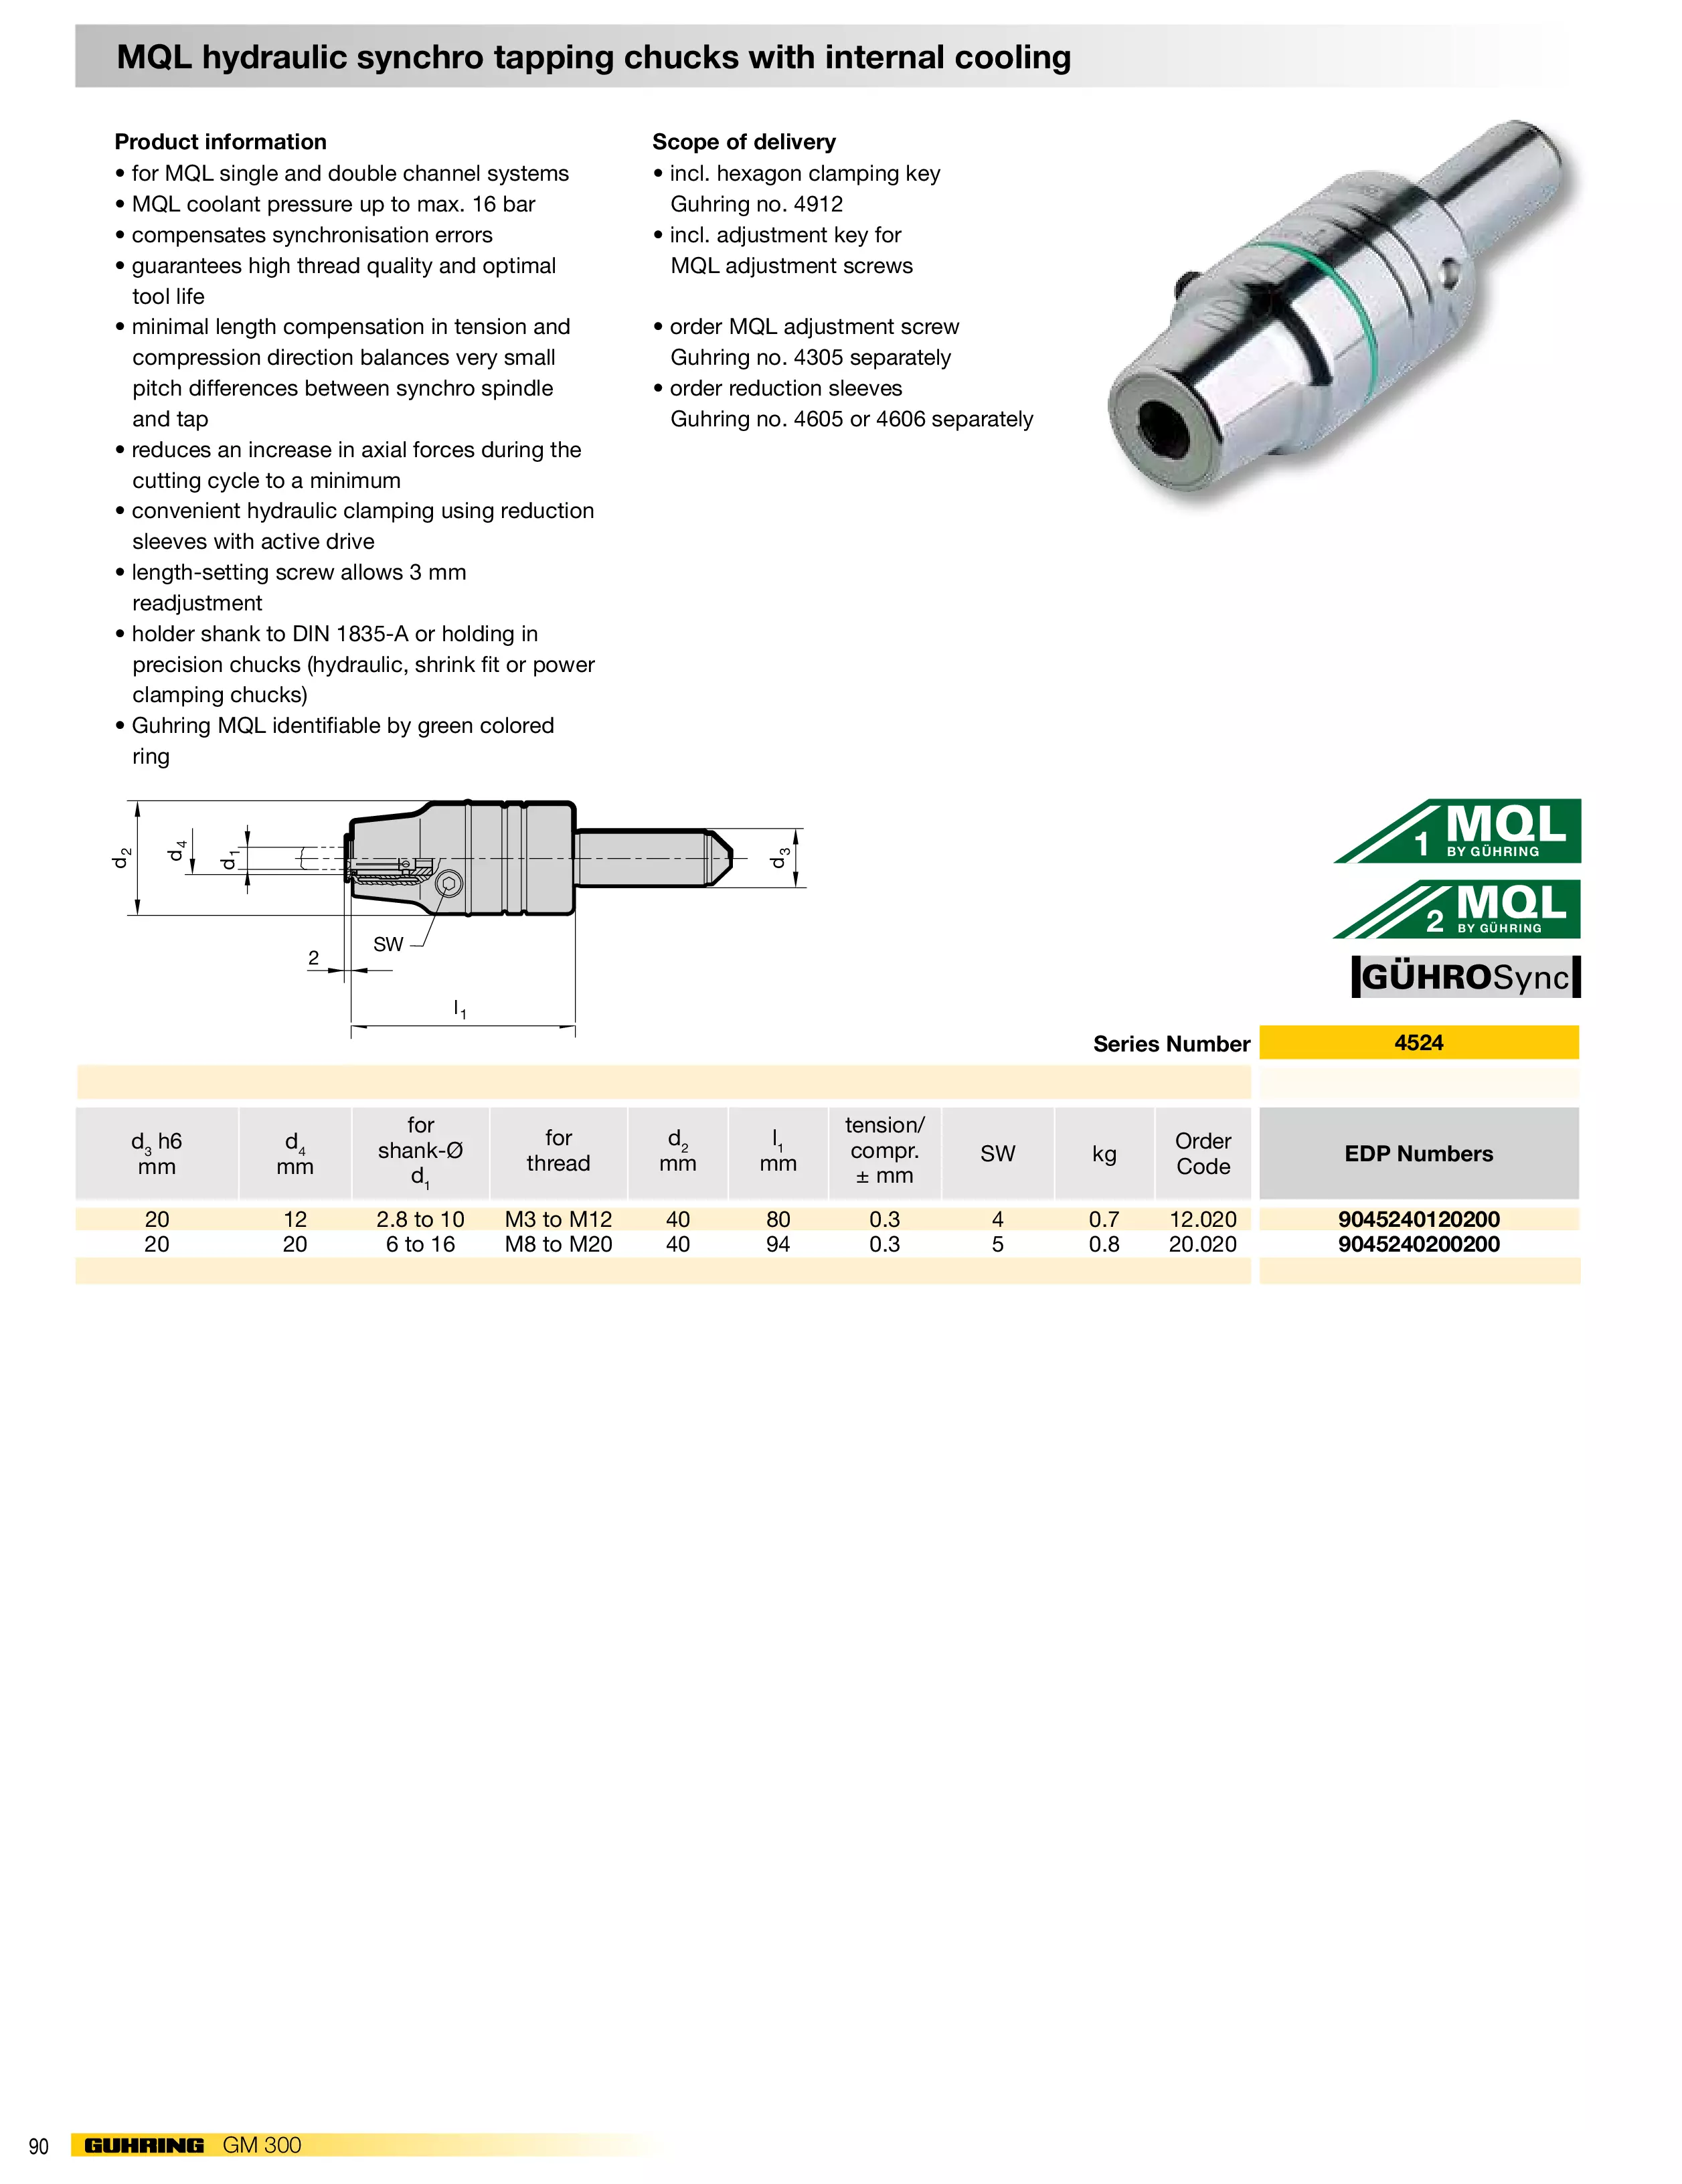 MQL hydraulic synchro tapping chucks with internal cooling
Product information
• for MQL single and double channel systems
• MQL coolant pressure up to max. 16 bar
• compensates synchronisation errors
• guarantees high thread quality and optimal
tool life
• minimal length compensation in tension and
compression direction balances very small
pitch differences between synchro spindle
and tap
• reduces an increase in axial forces during the
cutting cycle to a minimum
• convenient hydraulic clamping using reduction
sleeves with active drive
• length-setting screw allows 3 mm
readjustment
• holder shank to DIN 1835-A or holding in
precision chucks (hydraulic, shrink fit or power
clamping chucks)
• Guhring MQL identifiable by green colored
ring
Scope of delivery
• incl. hexagon clamping key
Guhring no. 4912
• incl. adjustment key for
MQL adjustment screws
• order MQL adjustment screw
Guhring no. 4305 separately
• order reduction sleeves
Guhring no. 4605 or 4606 separately
d2
d4
d1
d3
SW
2
l1
1 MQL
BY GÜHRING
2 MQL
BY GÜHRING
GÜHROSync
Series Number 4524
d3 h6 mm d4 mm for shank-Ø d1 for thread d2 mm l1 mm tension/ compr. ± mm SW kg Order Code EDP Numbers
20 12 2.8 to 10 M3 to M12 40 80 0.3 4 0.7 12.020 9045240120200
20 20 6 to 16 M8 to M20 40 94 0.3 5 0.8 20.020 9045240200200
90 GUHRING GM 300